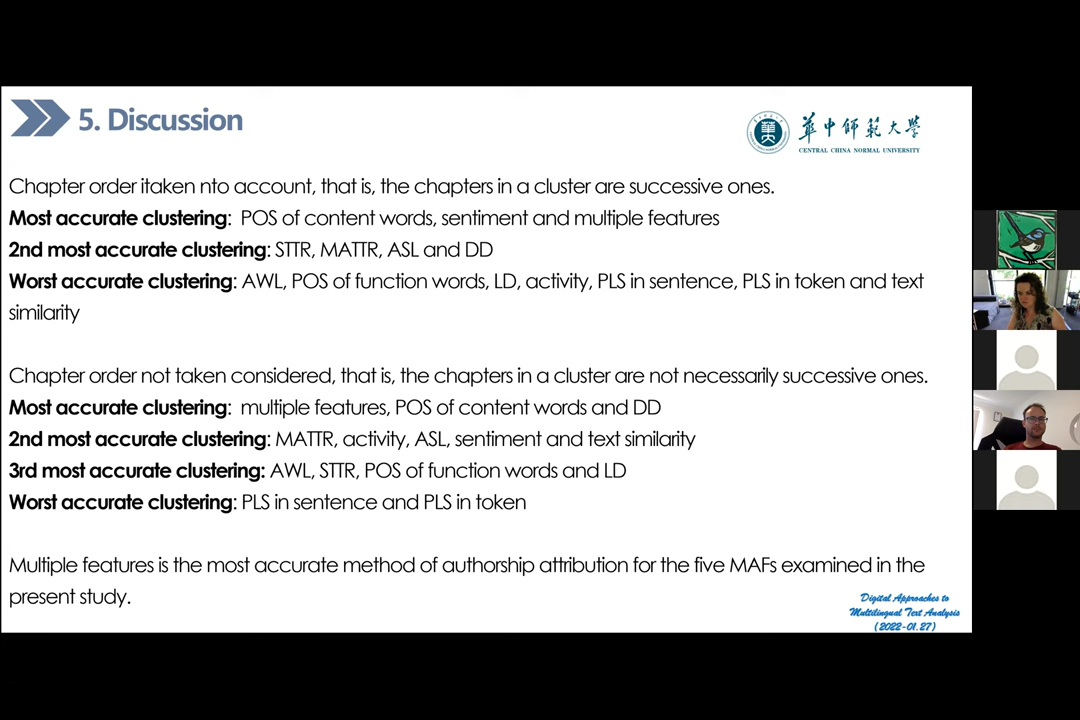 5. Discussion
華中師範大學
CENTRAL CHINA NORMAL UNIVERSITY
Chapter order itaken nto account, that is, the chapters in a cluster are successive ones.
Most accurate clustering: POS of content words, sentiment and multiple features
2nd most accurate clustering: STTR, MATTR, ASL and DD
Worst accurate clustering: AWL, POS of function words, LD, activity, PLS in sentence, PLS in token and text
similarity
Chapter order not taken considered, that is, the chapters in a cluster are not necessarily successive ones.
Most accurate clustering: multiple features, POS of content words and DD
2nd most accurate clustering: MATTR, activity, ASL, sentiment and text similarity
3rd most accurate clustering: AWL, STTR, POS of function words and LD
Worst accurate clustering: PLS in sentence and PLS in token
Multiple features is the most accurate method of authorship attribution for the five MAFs examined in the
present study.
Digital Approaches to
Multilingual Text Analysis
(2022-01.27)